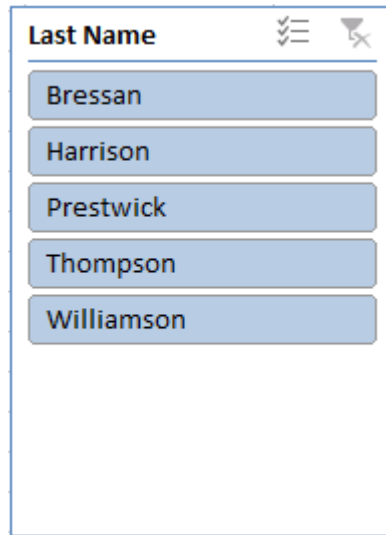 Last Name
Bressan
Harrison
Prestwick
Thompson
Williamson